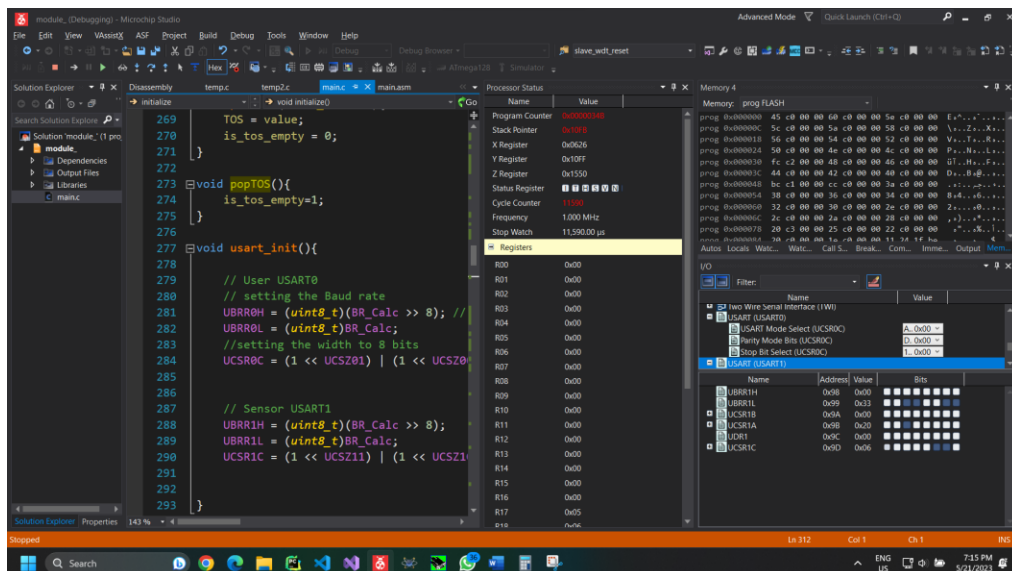 module_ (Debugging) - Microchip Studio
Advanced Mode
Quick Launch (Ctrl+Q)
File Edit View VAssistX ASF Project Build Debug Tools Window Help
Debug
Debug Browser
slave_wdt_reset
Hex
ATmega128
Simulator
Solution Explorer
Search Solution Explorer
Solution 'module_' (1 proj
module_
Dependencies
Output Files
Libraries
main.c
Solution Explorer Properties
Disassembly temp.c temp2.c main.c main.asm
initialize void initialize() Go
269 TOS = value;
270 is_tos_empty = 0;
271 }
272
273 void popTOS(){
274 is_tos_empty=1;
275 }
276
277 void usart_init(){
278
279 // User USART0
280 // setting the Baud rate
281 UBRR0H = (uint8_t)(BR_Calc >> 8); //
282 UBRR0L = (uint8_t)BR_Calc;
283 //setting the width to 8 bits
284 UCSR0C = (1 << UCSZ01) | (1 << UCSZ0
285
286
287 // Sensor USART1
288 UBRR1H = (uint8_t)(BR_Calc >> 8);
289 UBRR1L = (uint8_t)BR_Calc;
290 UCSR1C = (1 << UCSZ11) | (1 << UCSZ1
291
292
293 }
143 %
Processor Status
Name Value
Program Counter 0x00000348
Stack Pointer 0x10FB
X Register 0x0626
Y Register 0x10FF
Z Register 0x1550
Status Register I T H S V N
Cycle Counter 11590
Frequency 1.000 MHz
Stop Watch 11,590.00 µs
Registers
R00 0x00
R01 0x00
R02 0x00
R03 0x00
R04 0x00
R05 0x00
R06 0x00
R07 0x00
R08 0x00
R09 0x00
R10 0x00
R11 0x00
R12 0x00
R13 0x00
R14 0x00
R15 0x00
R16 0x00
R17 0x05
R18 0x06
Memory 4
Memory: prog FLASH
prog 0x000000 45 c0 00 00 60 c0 00 00 5e c0 00 00
prog 0x00000C 5c c0 00 00 5a c0 00 00 58 c0 00 00
prog 0x000018 56 c0 00 00 54 c0 00 00 52 c0 00 00
prog 0x000024 50 c0 00 00 4e c0 00 00 4c c0 00 00
prog 0x000030 fc c2 00 00 48 c0 00 00 46 c0 00 00
prog 0x00003C 44 c0 00 00 42 c0 00 00 40 c0 00 00
prog 0x000048 bc c1 00 00 cc c0 00 00 3a c0 00 00
prog 0x000054 38 c0 00 00 36 c0 00 00 34 c0 00 00
prog 0x000060 32 c0 00 00 30 c0 00 00 2e c0 00 00
prog 0x00006C 2c c0 00 00 2a c0 00 00 28 c0 00 00
prog 0x000078 20 c3 00 00 25 c0 00 00 22 c0 00 00
Autos Locals Watc... Watc... Call S... Break... Com... Imme... Output Mem...
I/O
Filter:
Name Value
Two Wire Serial Interface (TWI)
USART (USART0)
USART Mode Select (UCSR0C) A.. 0x00
Parity Mode Bits (UCSR0C) D.. 0x00
Stop Bit Select (UCSR0C) 1.. 0x00
USART (USART1)
Name Address Value Bits
UBRR1H 0x98 0x00
UBRR1L 0x99 0x33
UCSR1B 0x9A 0x00
UCSR1A 0x9B 0x20
UDR1 0x9C 0x00
UCSR1C 0x9D 0x06
Stopped
Ln 312 Col 1 Ch 1 INS
Search
ENG
US
7:15 PM
5/21/2023